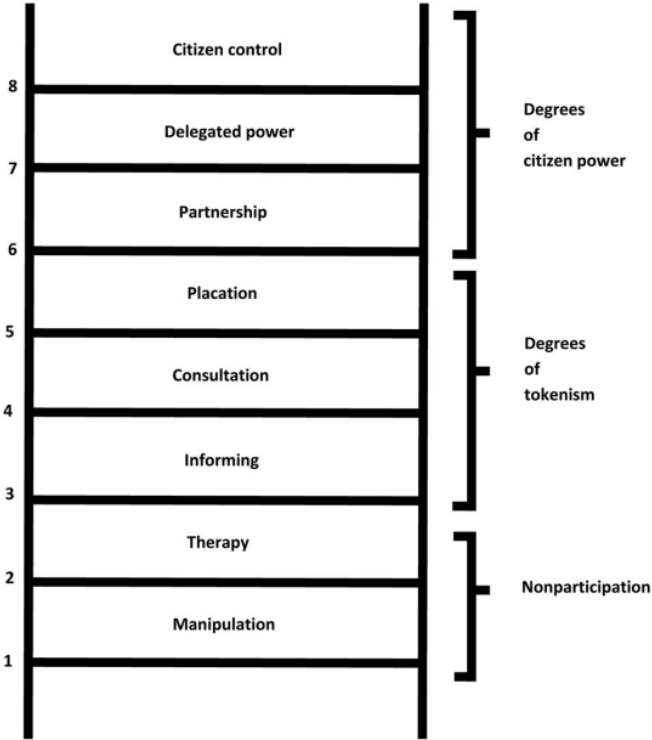 Citizen control
8
Delegated power
7
Partnership
6
Placation
5
Consultation
4
Informing
3
Therapy
2
Manipulation
1
Degrees
of
citizen power
Degrees
of
tokenism
Nonparticipation